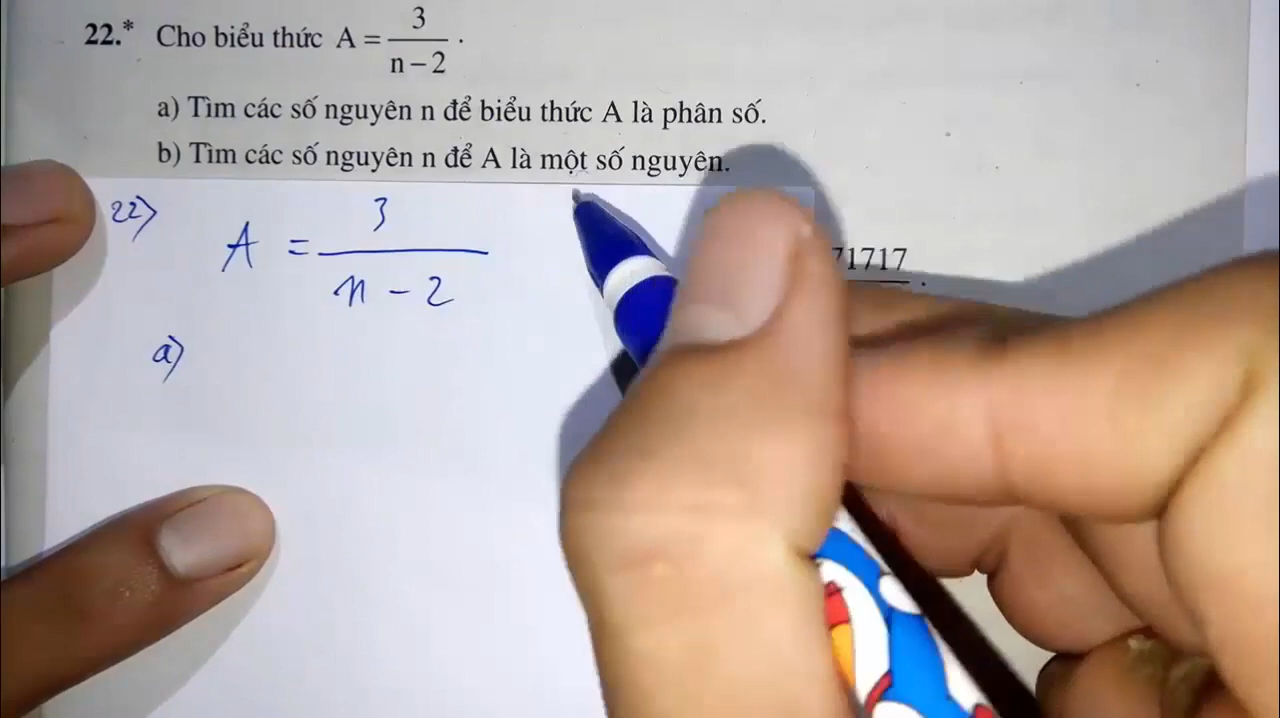 22.* Cho biểu thức A = 3/(n − 2) ·
a) Tìm các số nguyên n để biểu thức A là phân số.
b) Tìm các số nguyên n để A là một số nguyên.
22) A = 3/(n - 2)
71717 .
a)